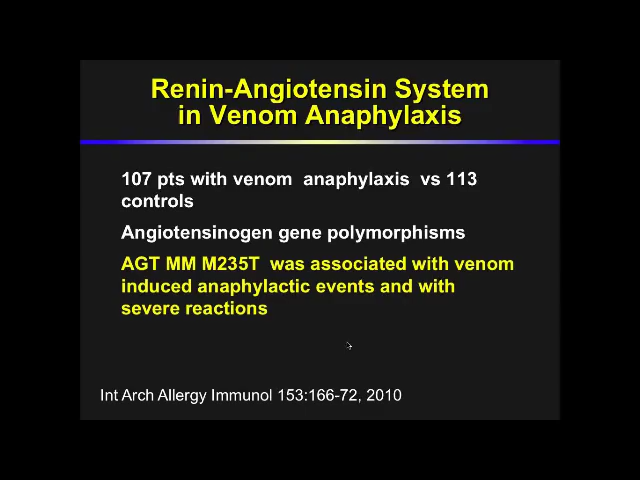 Renin-Angiotensin System
in Venom Anaphylaxis
107 pts with venom anaphylaxis vs 113
controls
Angiotensinogen gene polymorphisms
AGT MM M235T was associated with venom
induced anaphylactic events and with
severe reactions
Int Arch Allergy Immunol 153:166-72, 2010